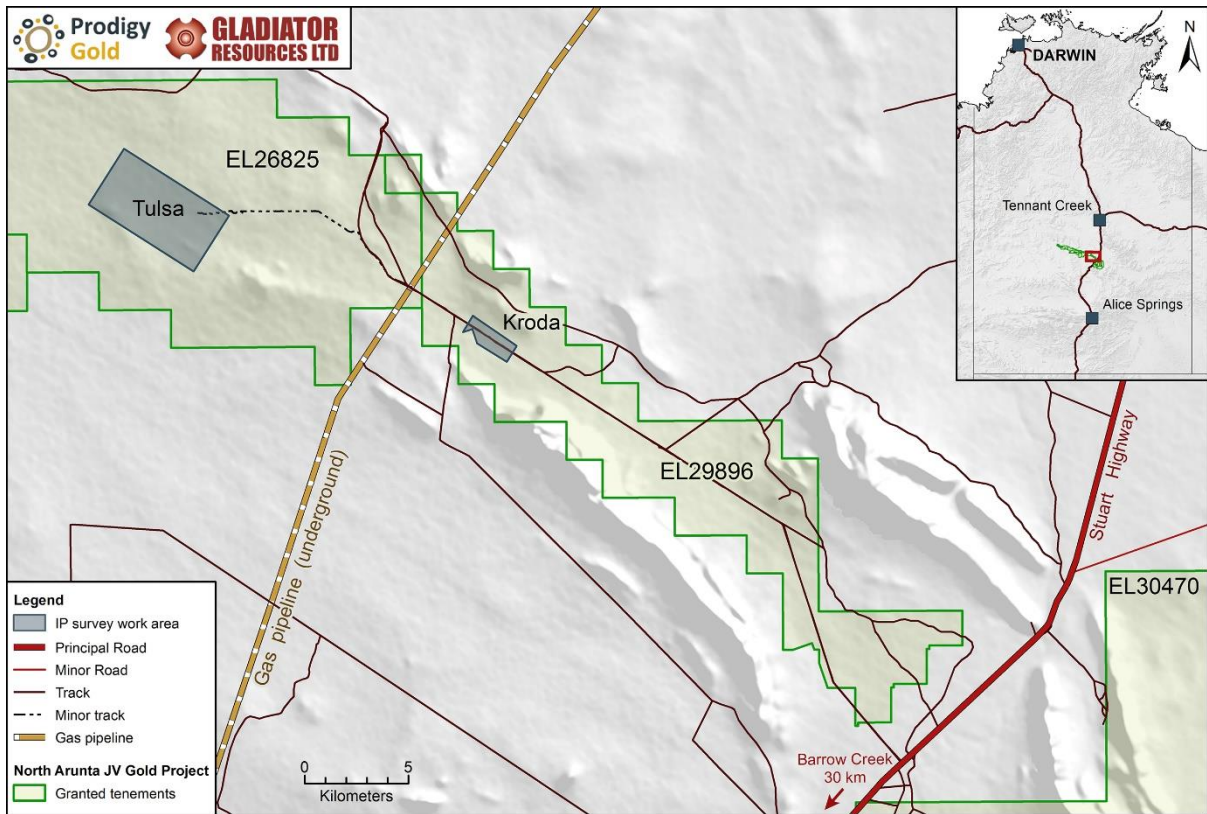 Prodigy
Gold
GLADIATOR
RESOURCES LTD
N
DARWIN
Tennant Creek
Alice Springs
EL26825
Tulsa
Kroda
EL29896
Stuart Highway
EL30470
Gas pipeline (underground)
Barrow Creek
30 km
Legend
IP survey work area
Principal Road
Minor Road
Track
Minor track
Gas pipeline
North Arunta JV Gold Project
Granted tenements
0 5
Kilometers